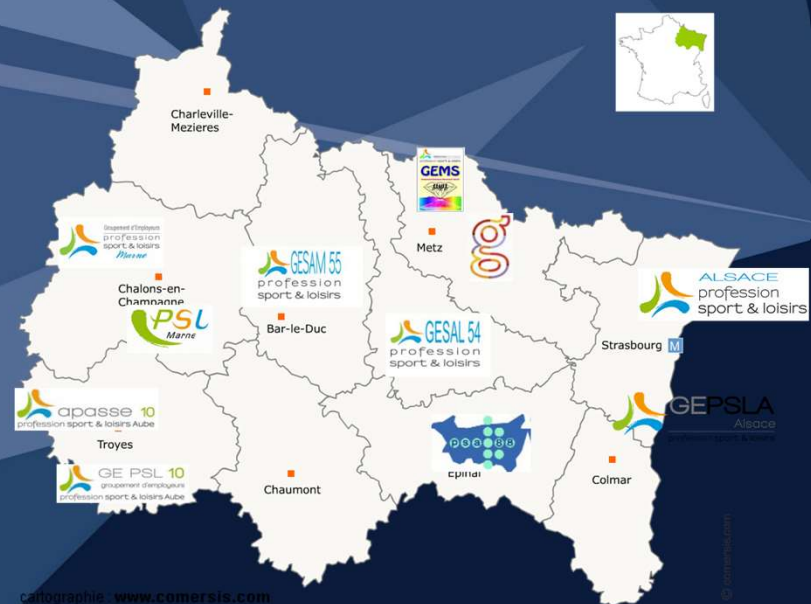 Charleville-
Mezieres
GEMS
Metz
g
Groupement d'Employeurs
profession
sport & loisirs
Marne
Chalons-en-
Champagne
PSL
Marne
GESAM 55
profession
sport & loisirs
Bar-le-Duc
GESAL 54
profession
sport & loisirs
ALSACE
profession
sport & loisirs
Strasbourg M
GEPSLA
Alsace
profession sport & loisirs
apasse 10
profession sport & loisirs Aube
Troyes
GE PSL 10
groupement d'employeurs
profession sport & loisirs Aube
psa 88
Epinal
Chaumont
Colmar
cartographie : www.comersis.com
© comersis.com